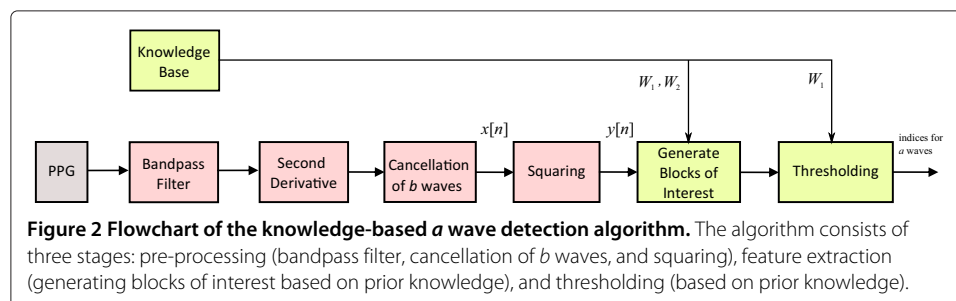 Knowledge
Base
W₁ , W₂
W₁
x[n]
y[n]
indices for
a waves
PPG
Bandpass
Filter
Second
Derivative
Cancellation
of b waves
Squaring
Generate
Blocks of
Interest
Thresholding
Figure 2 Flowchart of the knowledge-based a wave detection algorithm. The algorithm consists of
three stages: pre-processing (bandpass filter, cancellation of b waves, and squaring), feature extraction
(generating blocks of interest based on prior knowledge), and thresholding (based on prior knowledge).